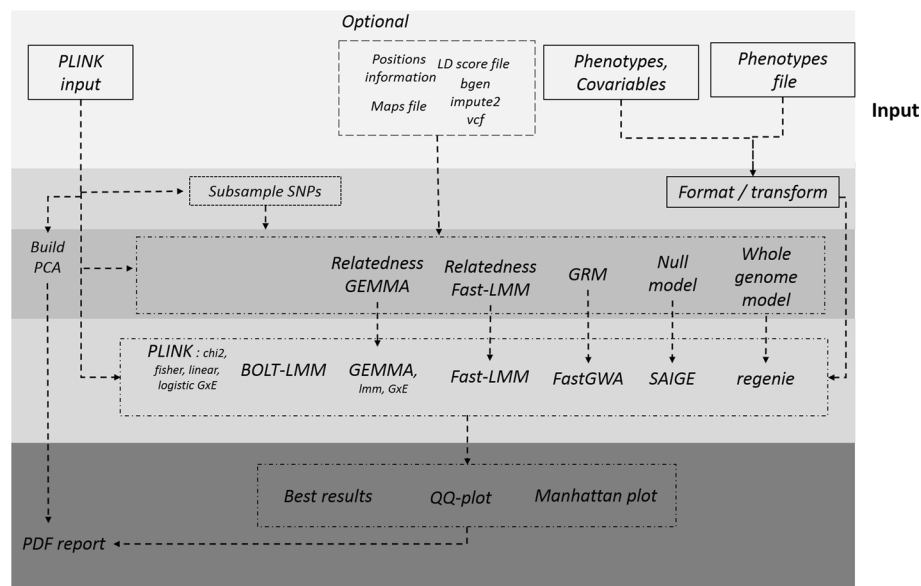 Optional
PLINK
input
Positions
information
Maps file
LD score file
bgen
impute2
vcf
Phenotypes,
Covariables
Phenotypes
file
Input
Subsample SNPs
Format / transform
Build
PCA
Relatedness
GEMMA
Relatedness
Fast-LMM
GRM
Null
model
Whole
genome
model
PLINK : chi2,
fisher, linear,
logistic GxE
BOLT-LMM
GEMMA,
lmm, GxE
Fast-LMM
FastGWA
SAIGE
regenie
Best results
QQ-plot
Manhattan plot
PDF report